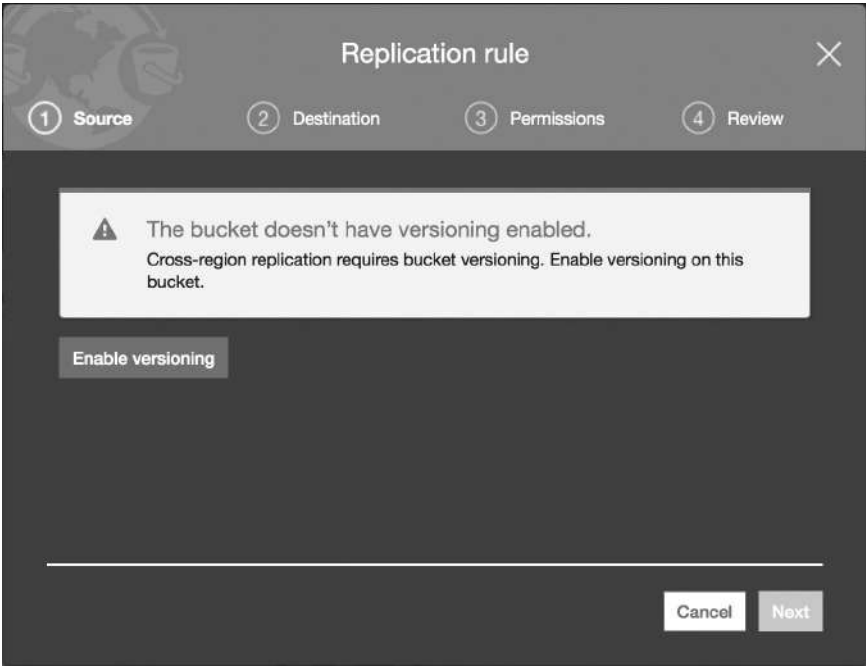 Replication rule
1 Source 2 Destination 3 Permissions 4 Review
The bucket doesn't have versioning enabled.
Cross-region replication requires bucket versioning. Enable versioning on this
bucket.
Enable versioning
Cancel Next